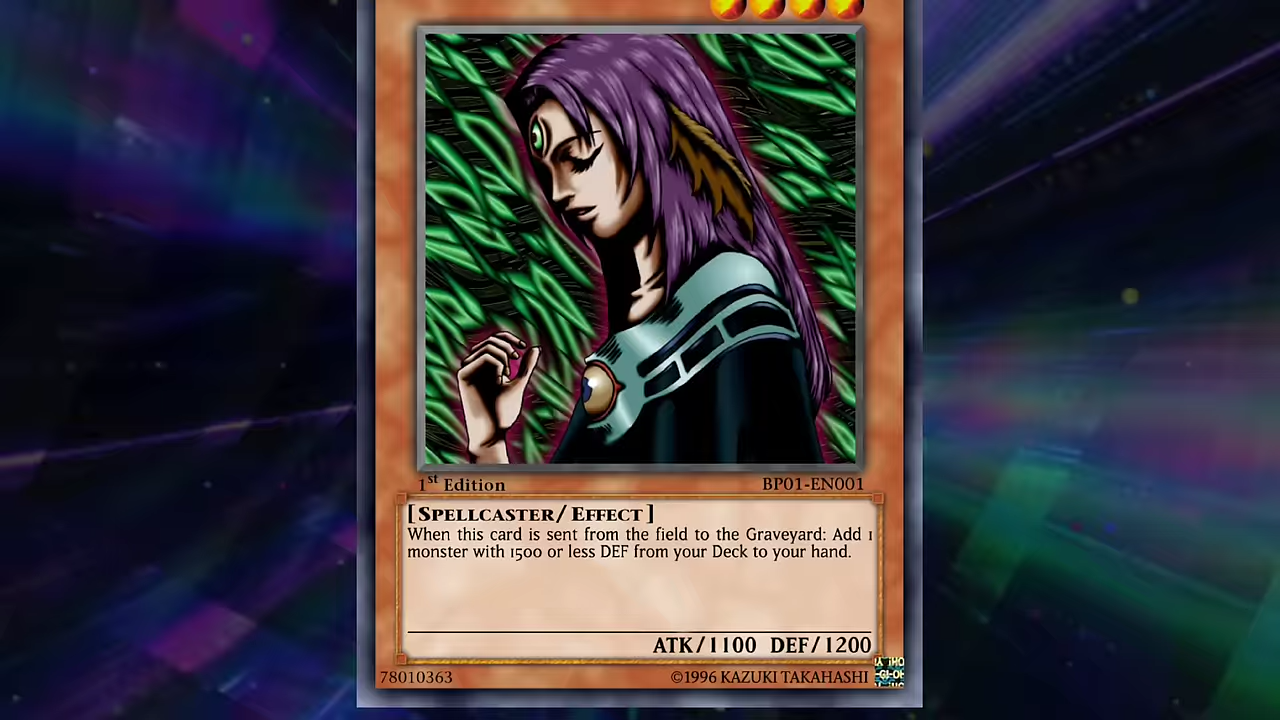 1st Edition BP01-EN001
[Spellcaster/Effect]
When this card is sent from the field to the Graveyard: Add 1
monster with 1500 or less DEF from your Deck to your hand.
ATK/1100 DEF/1200
78010363 ©1996 KAZUKI TAKAHASHI